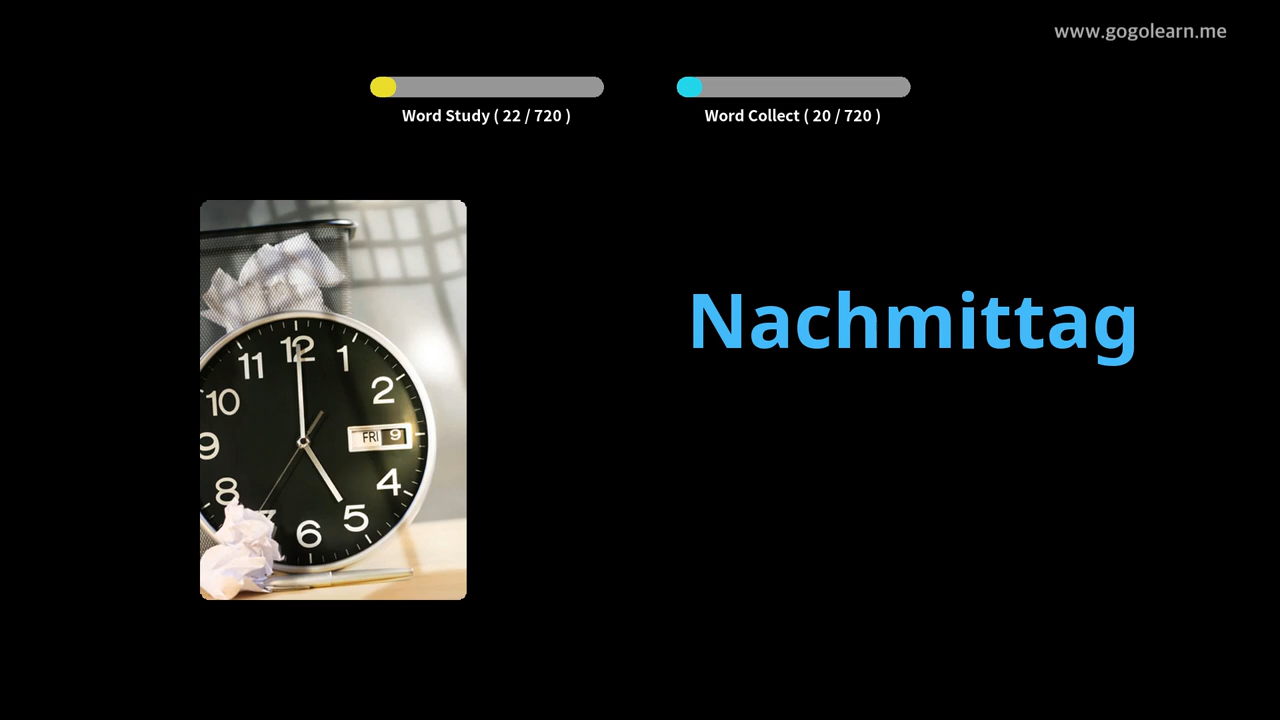 www.gogolearn.me
Word Study ( 22 / 720 )
Word Collect ( 20 / 720 )
Nachmittag
12
11
1
10
2
9
FRI 9
8
4
7
5
6